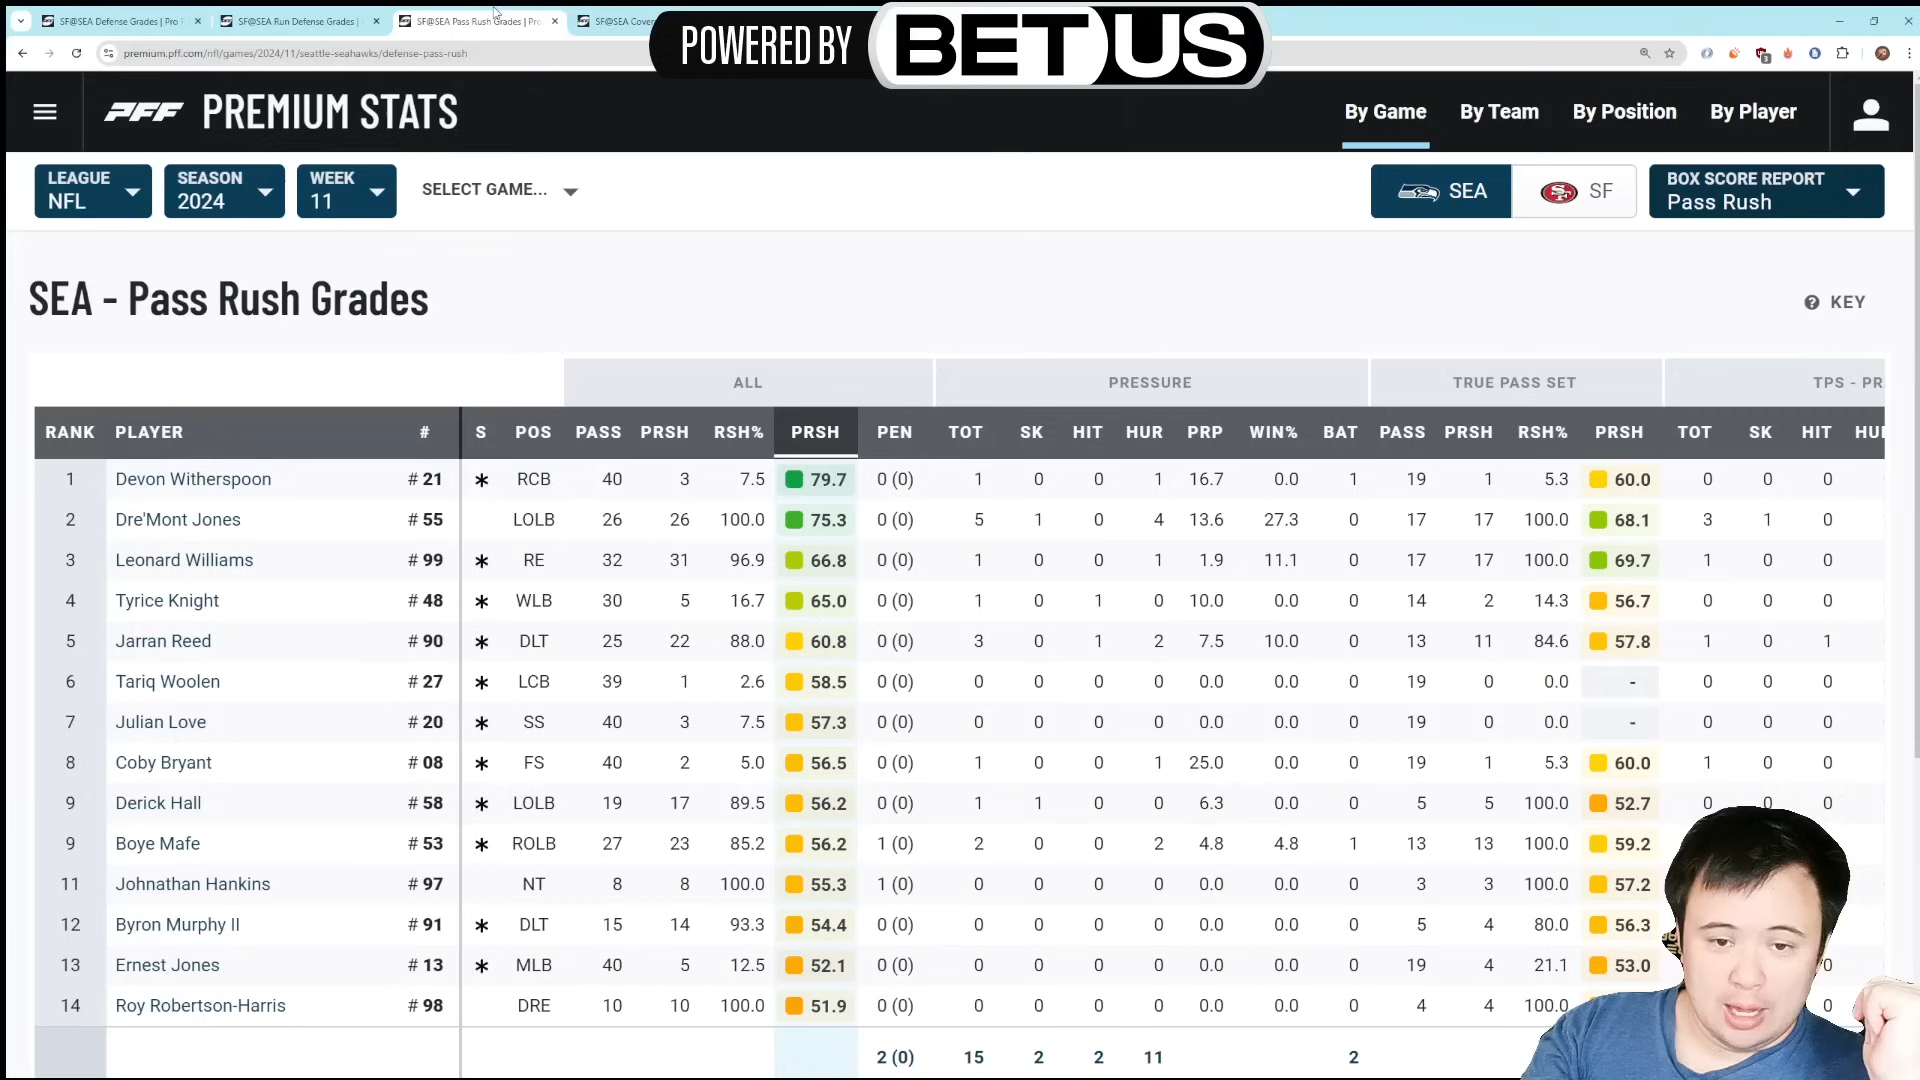 SF@SEA Defense Grades | Pro F
SF@SEA Run Defense Grades |
SF@SEA Pass Rush Grades | Pro
SF@SEA Cover
POWERED BY BETUS
premium.pff.com/nfl/games/2024/11/seattle-seahawks/defense-pass-rush
PFF PREMIUM STATS
By Game By Team By Position By Player
LEAGUE NFL
SEASON 2024
WEEK 11
SELECT GAME...
SEA SF
BOX SCORE REPORT
Pass Rush
SEA - Pass Rush Grades
KEY
ALL PRESSURE TRUE PASS SET TPS - PR
RANK PLAYER # S POS PASS PRSH RSH% PRSH PEN TOT SK HIT HUR PRP WIN% BAT PASS PRSH RSH% PRSH TOT SK HIT HU
1 Devon Witherspoon # 21 * RCB 40 3 7.5 79.7 0 (0) 1 0 0 1 16.7 0.0 1 19 1 5.3 60.0 0 0 0
2 Dre'Mont Jones # 55 LOLB 26 26 100.0 75.3 0 (0) 5 1 0 4 13.6 27.3 0 17 17 100.0 68.1 3 1 0
3 Leonard Williams # 99 * RE 32 31 96.9 66.8 0 (0) 1 0 0 1 1.9 11.1 0 17 17 100.0 69.7 1 0 0
4 Tyrice Knight # 48 * WLB 30 5 16.7 65.0 0 (0) 1 0 1 0 10.0 0.0 0 14 2 14.3 56.7 0 0 0
5 Jarran Reed # 90 * DLT 25 22 88.0 60.8 0 (0) 3 0 1 2 7.5 10.0 0 13 11 84.6 57.8 1 0 1
6 Tariq Woolen # 27 * LCB 39 1 2.6 58.5 0 (0) 0 0 0 0 0.0 0.0 0 19 0 0.0 - 0 0 0
7 Julian Love # 20 * SS 40 3 7.5 57.3 0 (0) 0 0 0 0 0.0 0.0 0 19 0 0.0 - 0 0 0
8 Coby Bryant # 08 * FS 40 2 5.0 56.5 0 (0) 1 0 0 1 25.0 0.0 0 19 1 5.3 60.0 1 0 0
9 Derick Hall # 58 * LOLB 19 17 89.5 56.2 0 (0) 1 1 0 0 6.3 0.0 0 5 5 100.0 52.7 0 0 0
9 Boye Mafe # 53 * ROLB 27 23 85.2 56.2 1 (0) 2 0 0 2 4.8 4.8 1 13 13 100.0 59.2
11 Johnathan Hankins # 97 NT 8 8 100.0 55.3 1 (0) 0 0 0 0 0.0 0.0 0 3 3 100.0 57.2
12 Byron Murphy II # 91 * DLT 15 14 93.3 54.4 0 (0) 0 0 0 0 0.0 0.0 0 5 4 80.0 56.3
13 Ernest Jones # 13 * MLB 40 5 12.5 52.1 0 (0) 0 0 0 0 0.0 0.0 0 19 4 21.1 53.0 0
14 Roy Robertson-Harris # 98 DRE 10 10 100.0 51.9 0 (0) 0 0 0 0 0.0 0.0 0 4 4 100.0 0
2 (0) 15 2 2 11 2